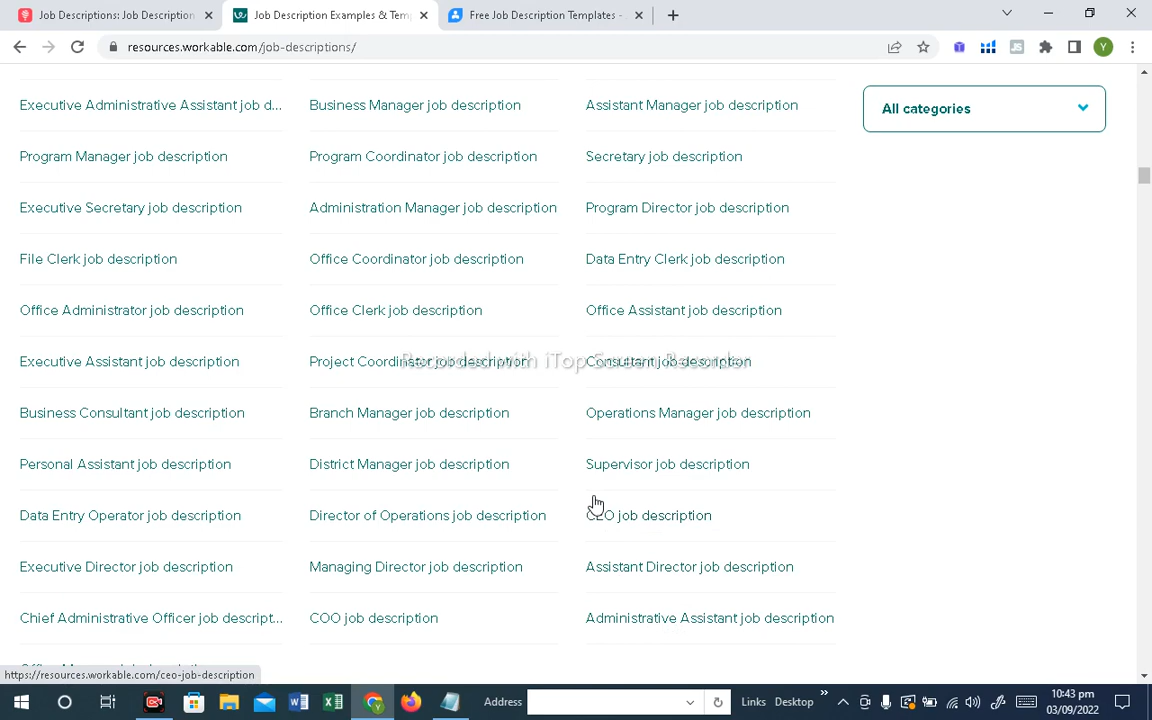 Job Descriptions: Job Description
Job Description Examples & Tem
Free Job Description Templates -
resources.workable.com/job-descriptions/
Y
Executive Administrative Assistant job d...
Business Manager job description
Assistant Manager job description
All categories
Program Manager job description
Program Coordinator job description
Secretary job description
Executive Secretary job description
Administration Manager job description
Program Director job description
File Clerk job description
Office Coordinator job description
Data Entry Clerk job description
Office Administrator job description
Office Clerk job description
Office Assistant job description
Executive Assistant job description
Project Coordinator job description
Consultant job description
Recorded with iTop Screen Recorder
Business Consultant job description
Branch Manager job description
Operations Manager job description
Personal Assistant job description
District Manager job description
Supervisor job description
Data Entry Operator job description
Director of Operations job description
CEO job description
Executive Director job description
Managing Director job description
Assistant Director job description
Chief Administrative Officer job descript...
COO job description
Administrative Assistant job description
https://resources.workable.com/ceo-job-description
Address
Links
Desktop
10:43 pm
03/09/2022